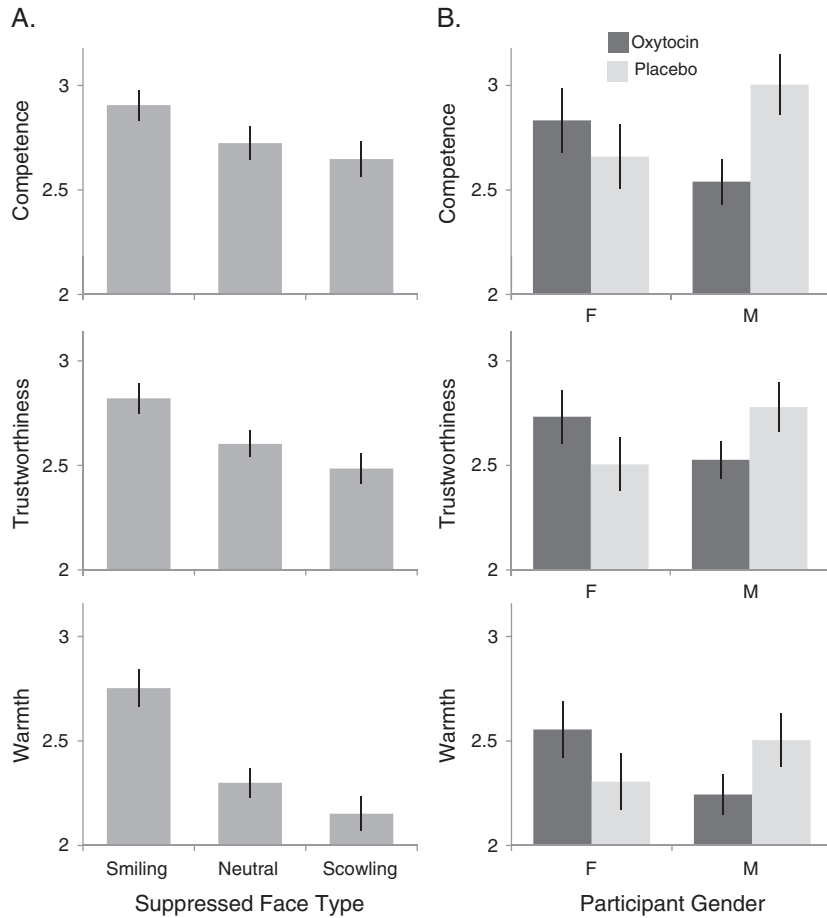 A.
Competence
3
2.5
2
Trustworthiness
3
2.5
2
Warmth
3
2.5
2
Smiling Neutral Scowling
Suppressed Face Type
B.
Oxytocin
Placebo
Competence
3
2.5
2
F M
Trustworthiness
3
2.5
2
F M
Warmth
3
2.5
2
F M
Participant Gender